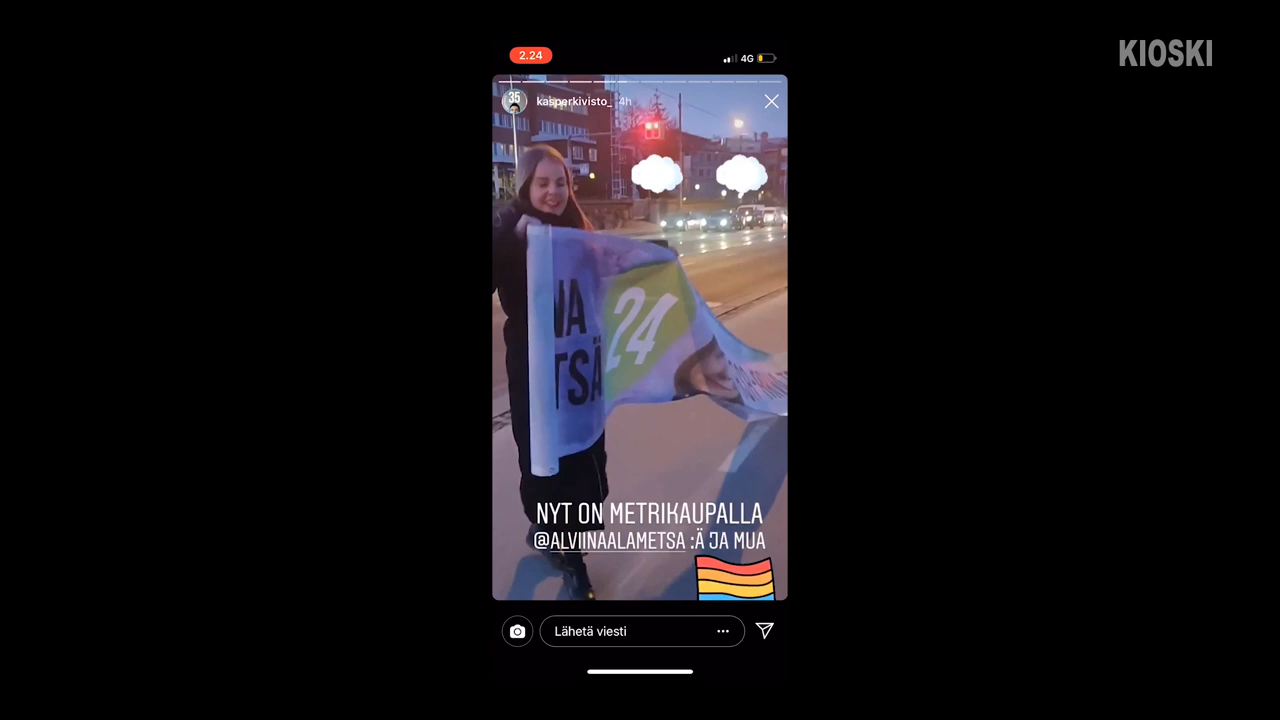 KIOSKI
2.24
4G
35
kasperkivisto_ 4h
NA
TSÄ
24
NYT ON METRIKAUPALLA
@ALVIINAALAMETSA :Ä JA MUA
Lähetä viesti